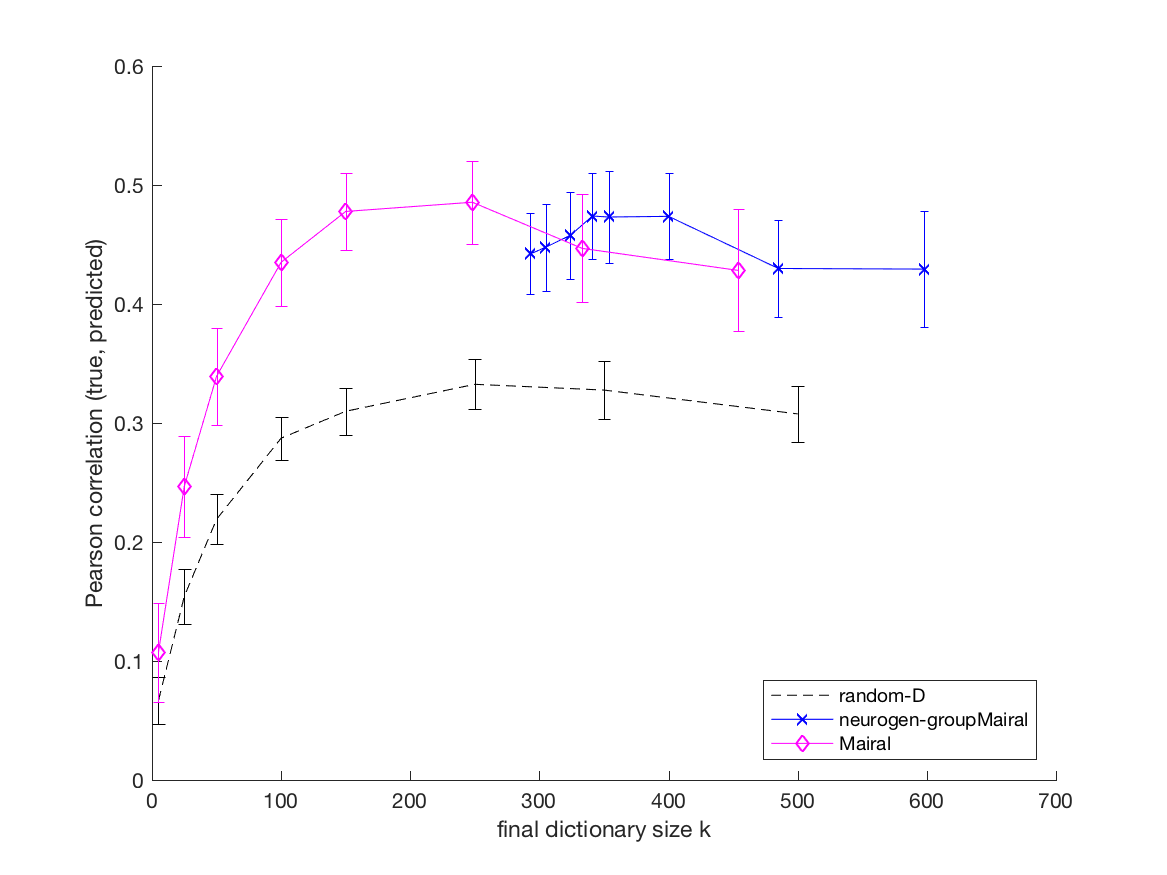 0.6
0.5
0.4
0.3
0.2
0.1
0
Pearson correlation (true, predicted)
random-D
neurogen-groupMairal
Mairal
0 100 200 300 400 500 600 700
final dictionary size k